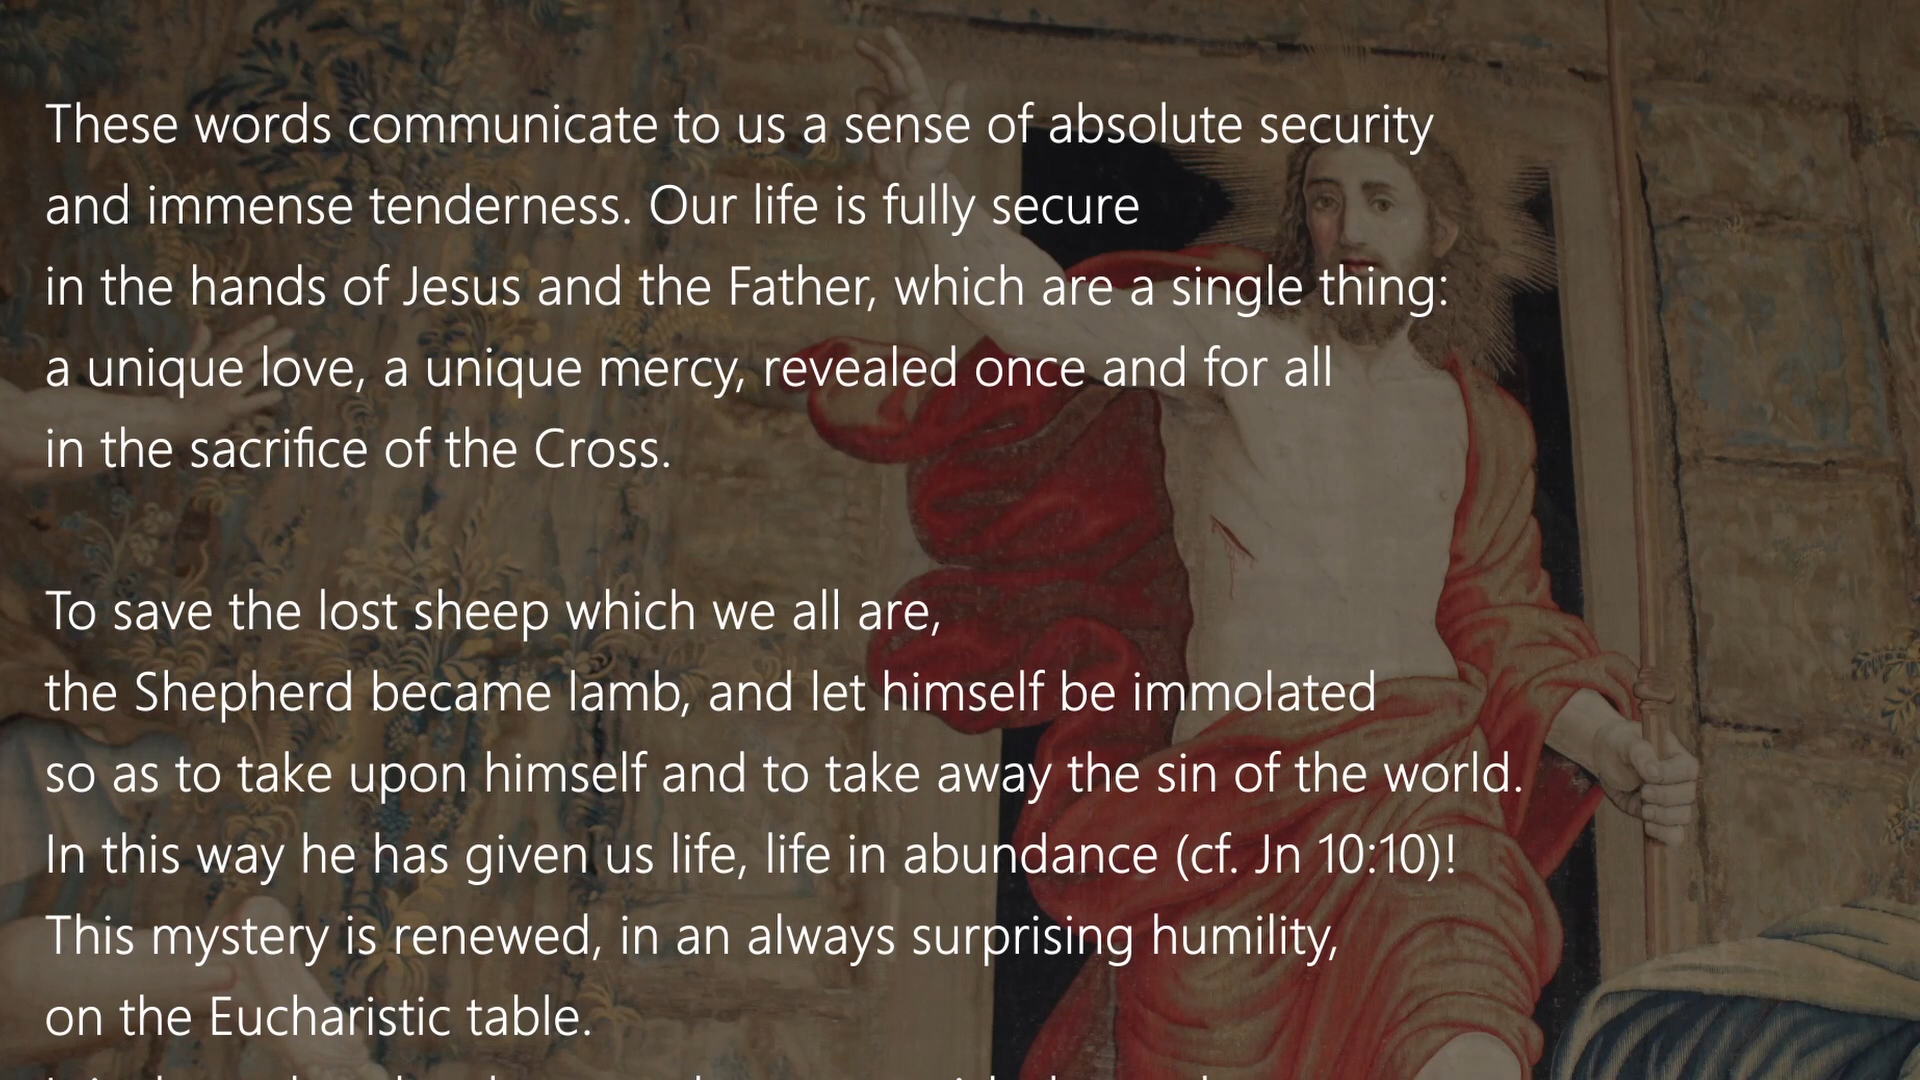 These words communicate to us a sense of absolute security
and immense tenderness. Our life is fully secure
in the hands of Jesus and the Father, which are a single thing:
a unique love, a unique mercy, revealed once and for all
in the sacrifice of the Cross.
To save the lost sheep which we all are,
the Shepherd became lamb, and let himself be immolated
so as to take upon himself and to take away the sin of the world.
In this way he has given us life, life in abundance (cf. Jn 10:10)!
This mystery is renewed, in an always surprising humility,
on the Eucharistic table.